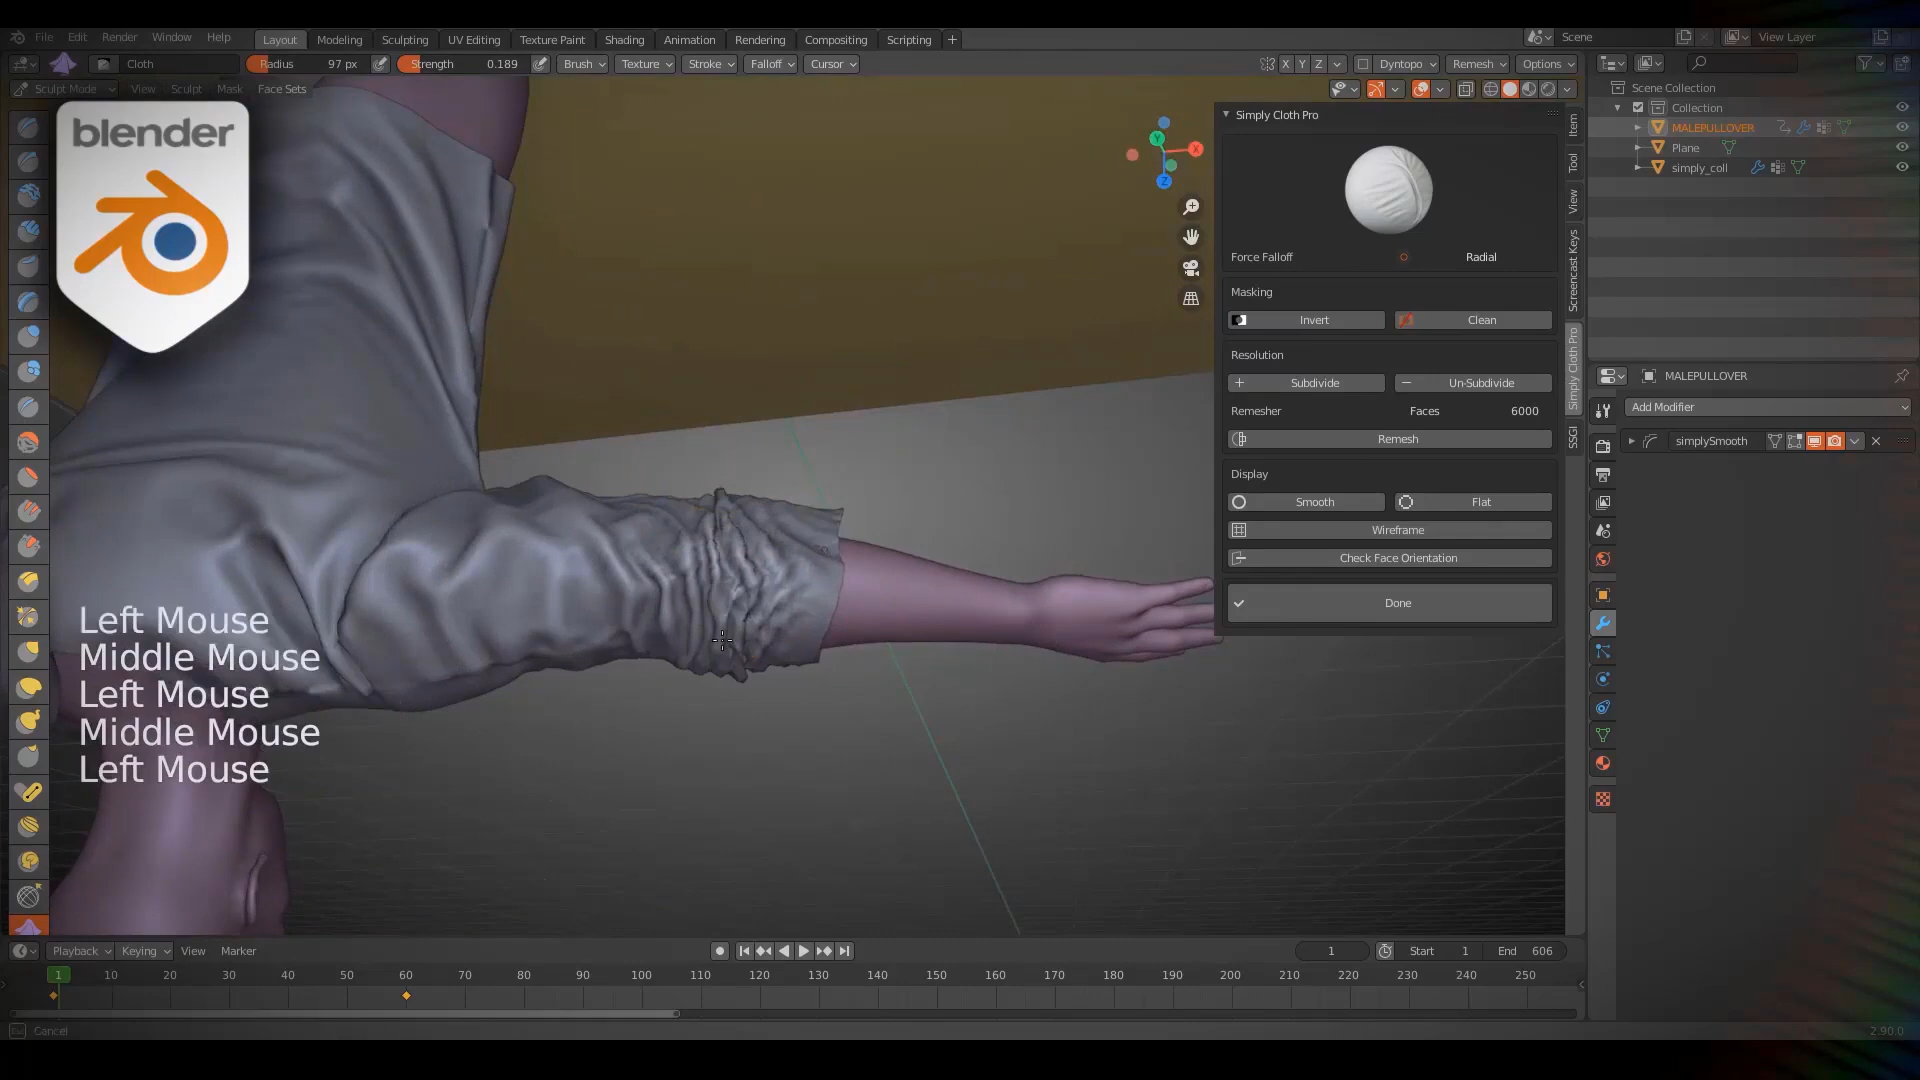 File Edit Render Window Help Layout Modeling Sculpting UV Editing Texture Paint Shading Animation Rendering Compositing Scripting + Scene View Layer
Cloth Radius 97 px Strength 0.189 Brush Texture Stroke Falloff Cursor X Y Z Dyntopo Remesh Options
Sculpt Mode View Sculpt Mask Face Sets
blender
X
Y
Z
Simply Cloth Pro
Force Falloff Radial
Masking
Invert Clean
Resolution
Subdivide Un-Subdivide
Remesher Faces 6000
Remesh
Display
Smooth Flat
Wireframe
Check Face Orientation
Done
Item
Tool
View
Screencast Keys
Simply Cloth Pro
SSGI
Scene Collection
Collection
MALEPULLOVER
Plane
simply_coll
MALEPULLOVER
Add Modifier
simplySmooth
Left Mouse
Middle Mouse
Left Mouse
Middle Mouse
Left Mouse
Playback Keying View Marker 1 Start 1 End 606
1 10 20 30 40 50 60 70 80 90 100 110 120 130 140 150 160 170 180 190 200 210 220 230 240 250
Cancel 2.90.0